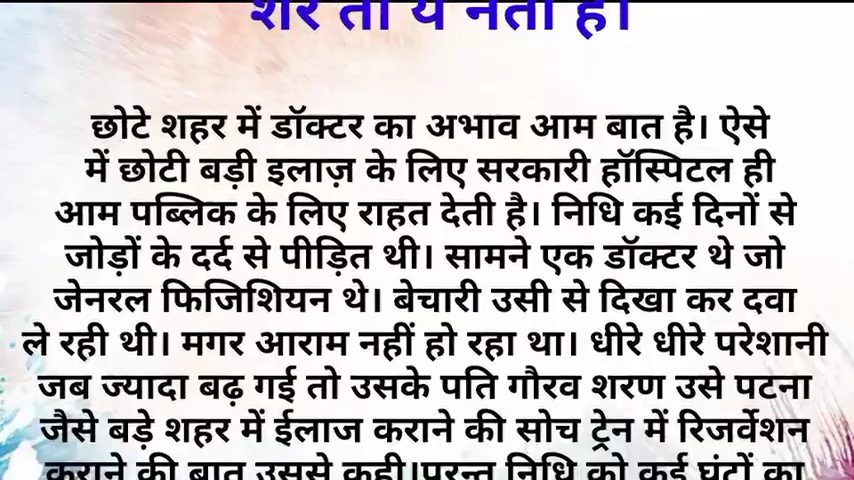 शेर तो ये नेता है।
छोटे शहर में डॉक्टर का अभाव आम बात है। ऐसे
में छोटी बड़ी इलाज़ के लिए सरकारी हॉस्पिटल ही
आम पब्लिक के लिए राहत देती है। निधि कई दिनों से
जोड़ों के दर्द से पीड़ित थी। सामने एक डॉक्टर थे जो
जेनरल फिजिशियन थे। बेचारी उसी से दिखा कर दवा
ले रही थी। मगर आराम नहीं हो रहा था। धीरे धीरे परेशानी
जब ज्यादा बढ़ गई तो उसके पति गौरव शरण उसे पटना
जैसे बड़े शहर में ईलाज कराने की सोच ट्रेन में रिजर्वेशन
कराने की बात उससे कही।परन्तु निधि को कई घंटों का